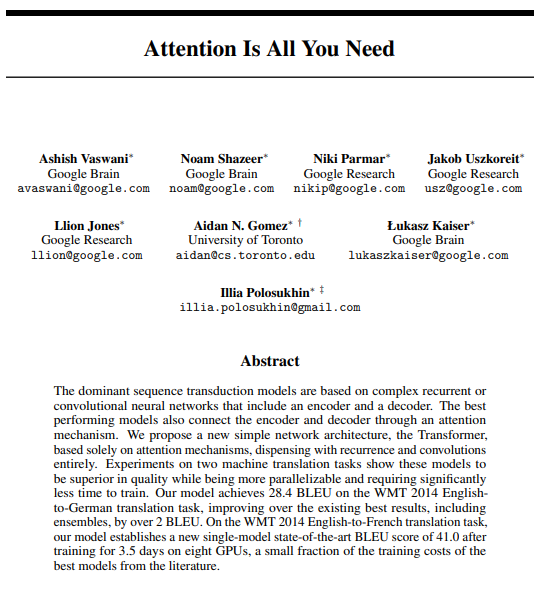 Attention Is All You Need
Ashish Vaswani* Noam Shazeer* Niki Parmar* Jakob Uszkoreit*
Google Brain Google Brain Google Research Google Research
avaswani@google.com noam@google.com nikip@google.com usz@google.com
Llion Jones* Aidan N. Gomez* † Łukasz Kaiser*
Google Research University of Toronto Google Brain
llion@google.com aidan@cs.toronto.edu lukaszkaiser@google.com
Illia Polosukhin* ‡
illia.polosukhin@gmail.com
Abstract
The dominant sequence transduction models are based on complex recurrent or
convolutional neural networks that include an encoder and a decoder. The best
performing models also connect the encoder and decoder through an attention
mechanism. We propose a new simple network architecture, the Transformer,
based solely on attention mechanisms, dispensing with recurrence and convolutions
entirely. Experiments on two machine translation tasks show these models to
be superior in quality while being more parallelizable and requiring significantly
less time to train. Our model achieves 28.4 BLEU on the WMT 2014 English-
to-German translation task, improving over the existing best results, including
ensembles, by over 2 BLEU. On the WMT 2014 English-to-French translation task,
our model establishes a new single-model state-of-the-art BLEU score of 41.0 after
training for 3.5 days on eight GPUs, a small fraction of the training costs of the
best models from the literature.